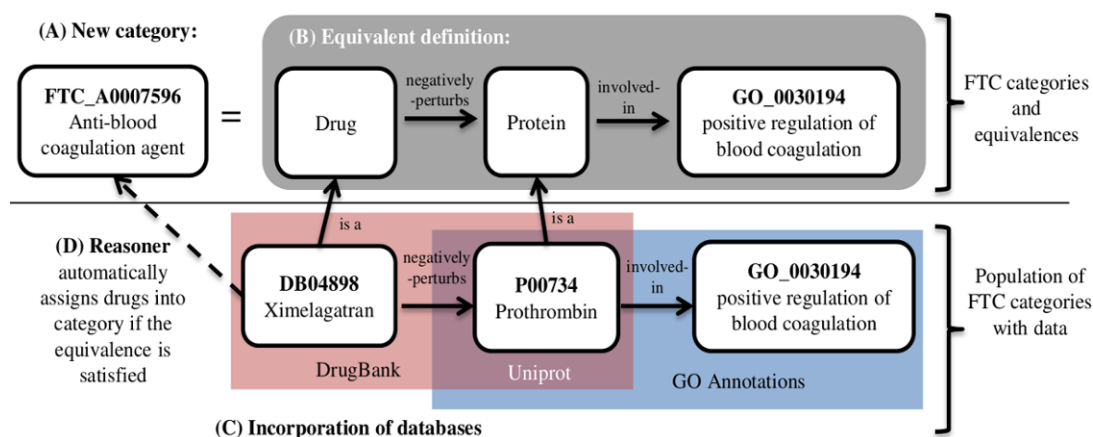 (A) New category:
(B) Equivalent definition:
FTC_A0007596
Anti-blood
coagulation agent
=
Drug
negatively
-perturbs
Protein
involved-
in
GO_0030194
positive regulation of
blood coagulation
FTC categories
and
equivalences
is a
is a
(D) Reasoner
automatically
assigns drugs into
category if the
equivalence is
satisfied
DB04898
Ximelagatran
negatively
-perturbs
P00734
Prothrombin
involved-
in
GO_0030194
positive regulation of
blood coagulation
Population of
FTC categories
with data
DrugBank
Uniprot
GO Annotations
(C) Incorporation of databases